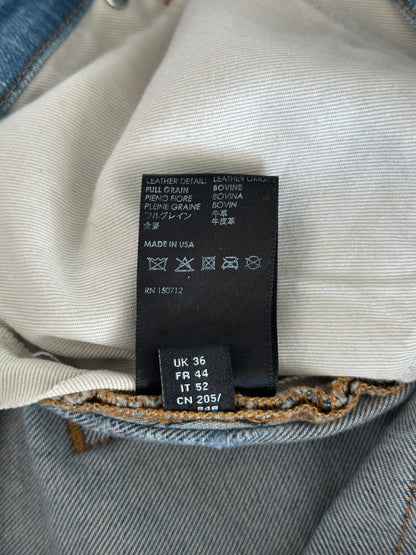 LEATHER DETAIL: LEATHER ORIGIN:
FULL GRAIN BOVINE
PIENO FIORE BOVINA
PLEINE GRAINE BOVIN
フルグレイン 牛革
全姿 牛皮革
MADE IN USA
RN 150712
UK 36
FR 44
IT 52
CN 205/